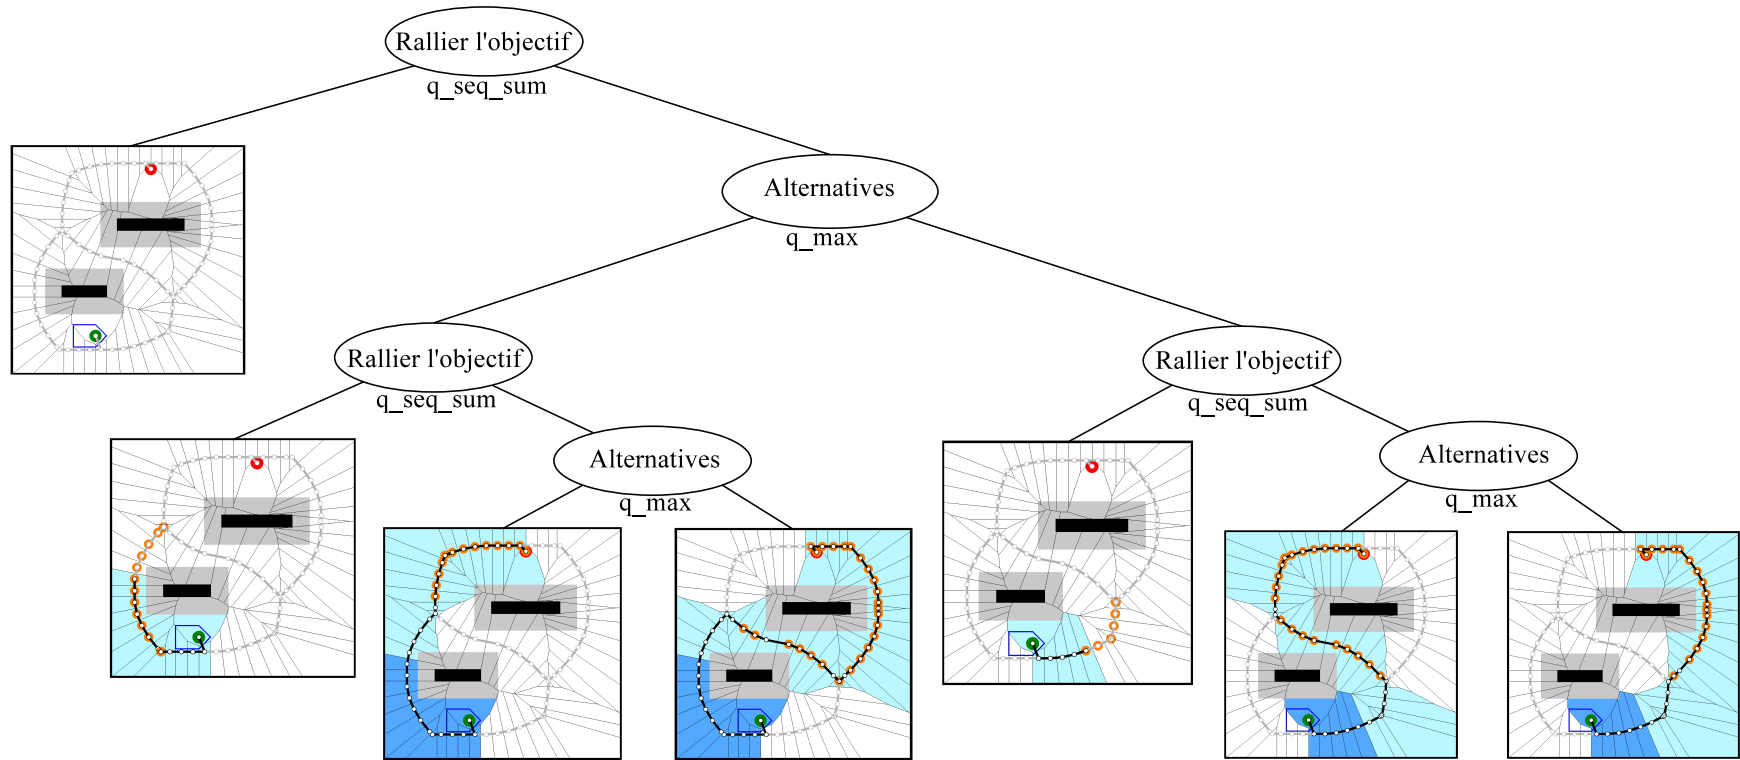 Rallier l'objectif
q_seq_sum
Alternatives
q_max
Rallier l'objectif
q_seq_sum
Rallier l'objectif
q_seq_sum
Alternatives
q_max
Alternatives
q_max